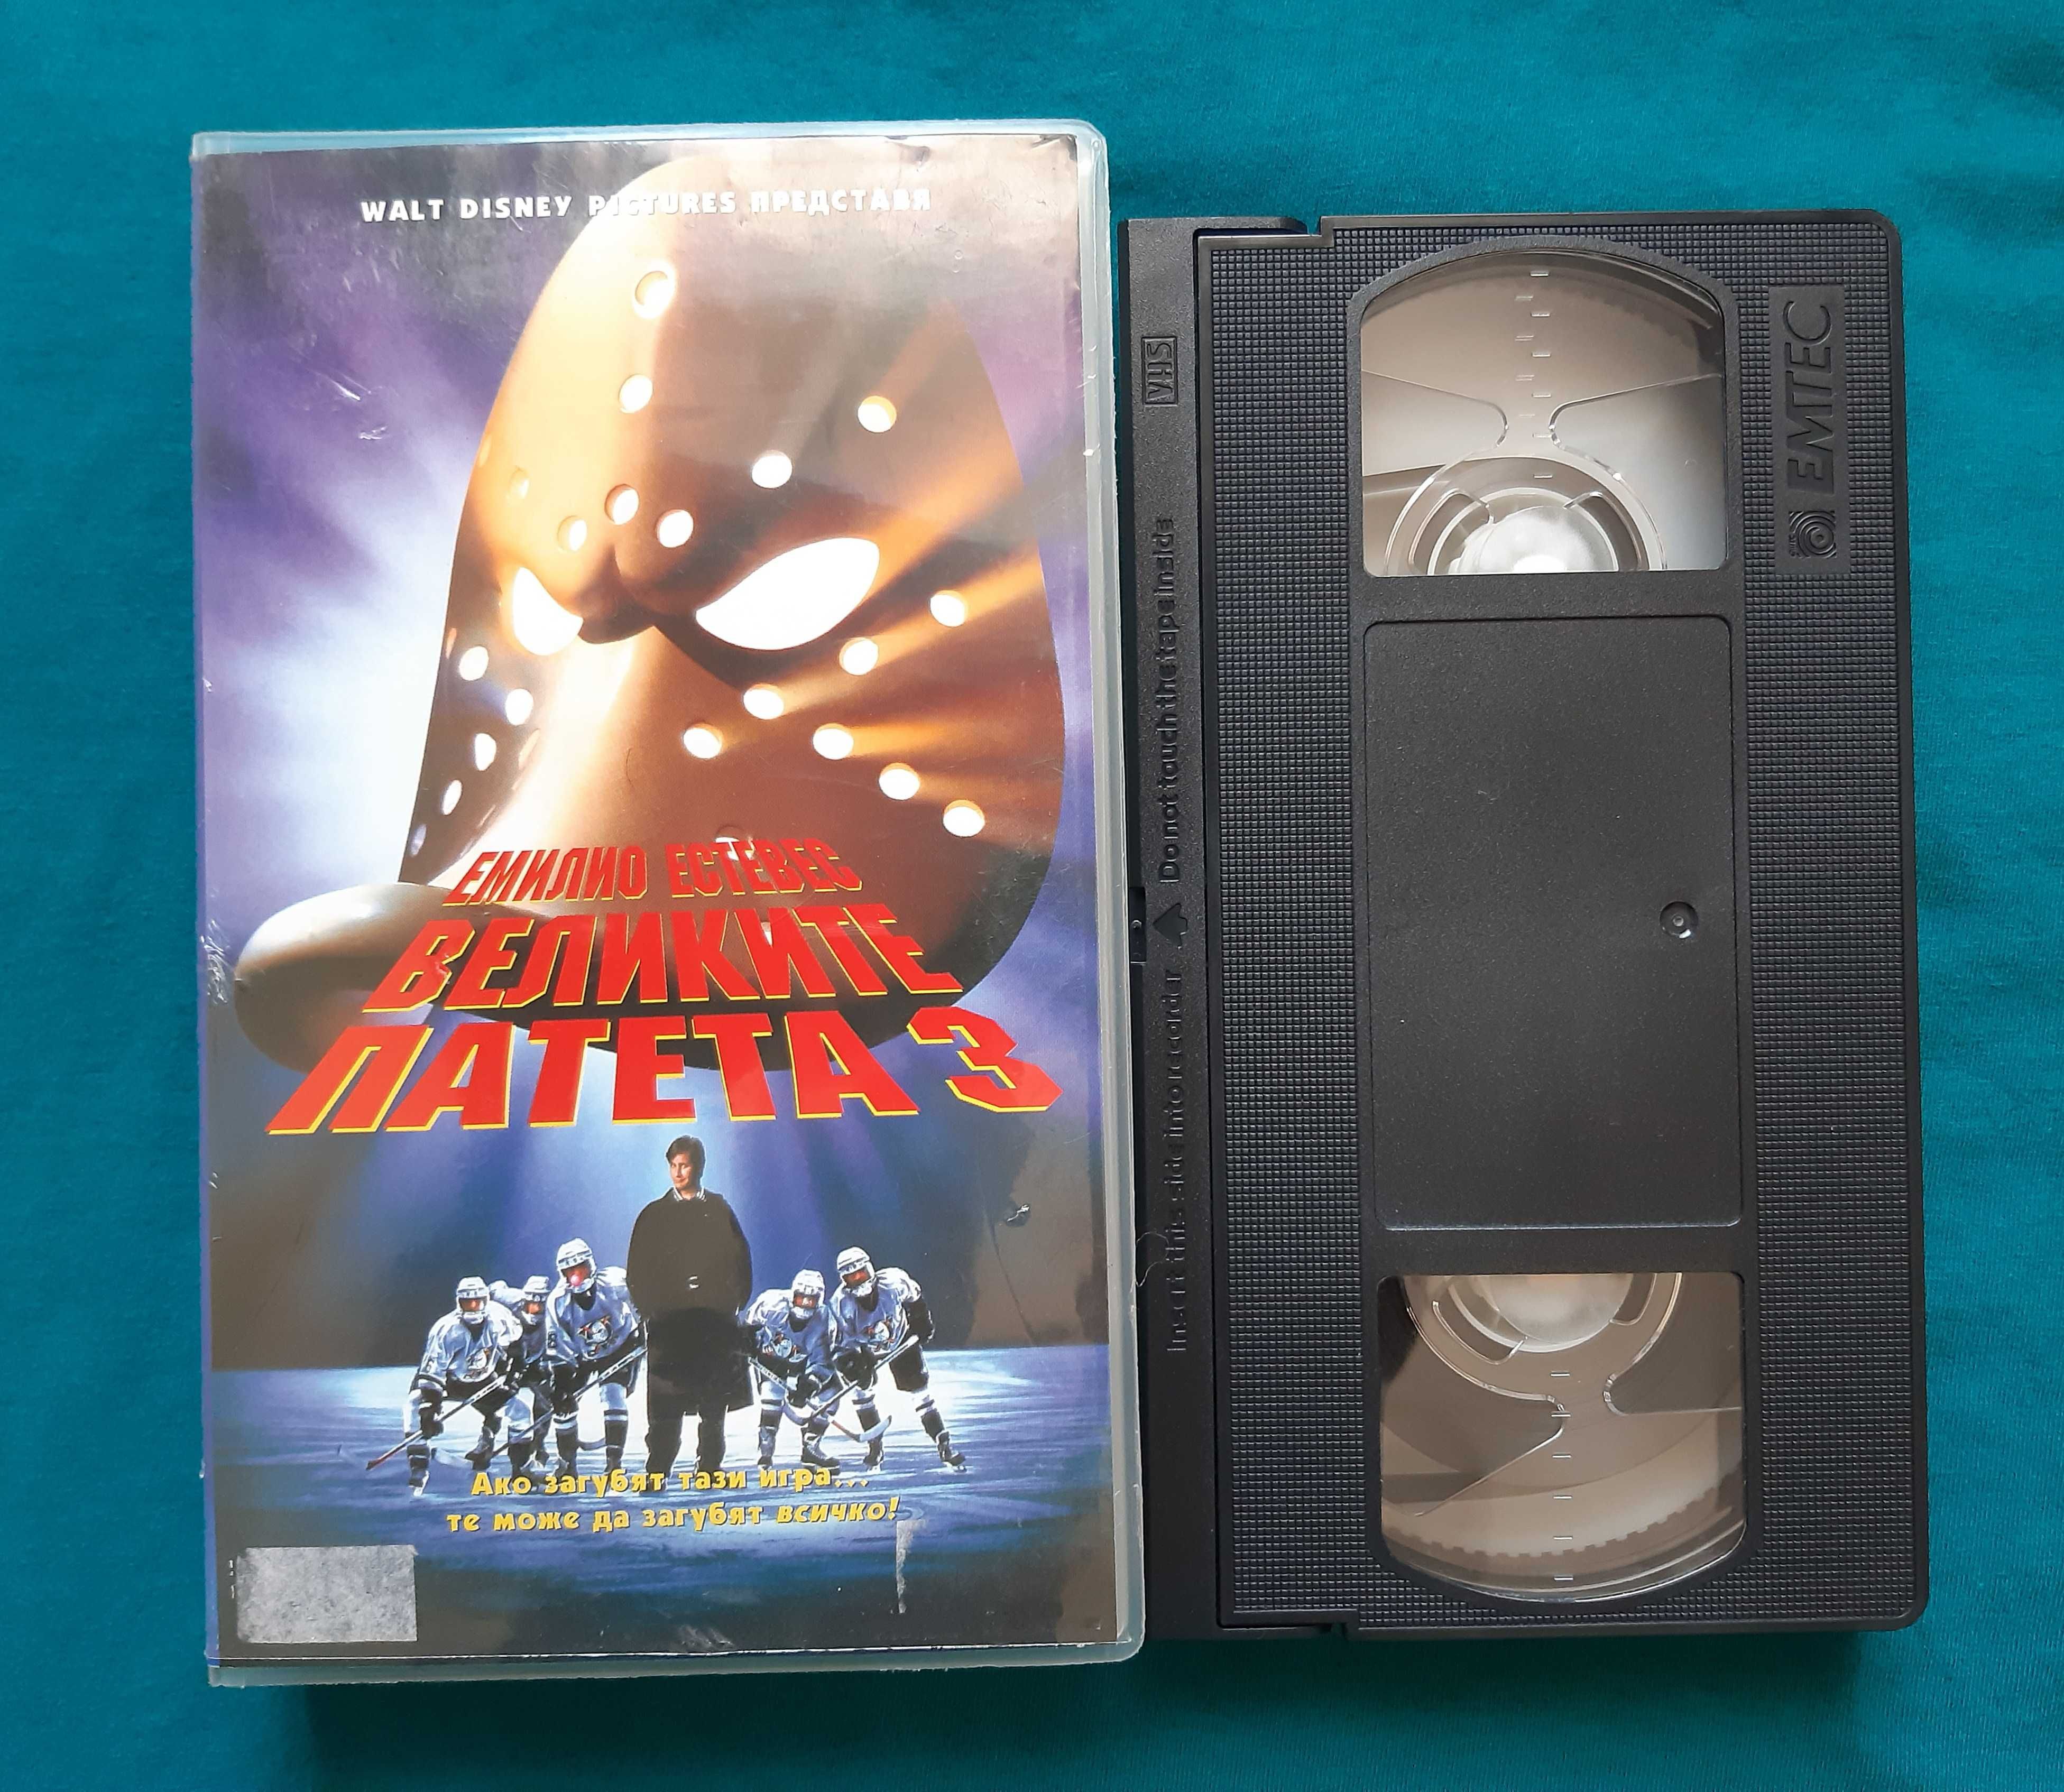 WALT DISNEY PICTURES ПРЕДСТАВЯ
ЕМИЛИО ЕСТЕВЕС
ВЕЛИКИТЕ
ПАТЕТА 3
Ако загубят тази игра...
те може да загубят всичко!
VHS
Insert this side into recorder ▲ Do not touch the tape inside
EMTEC